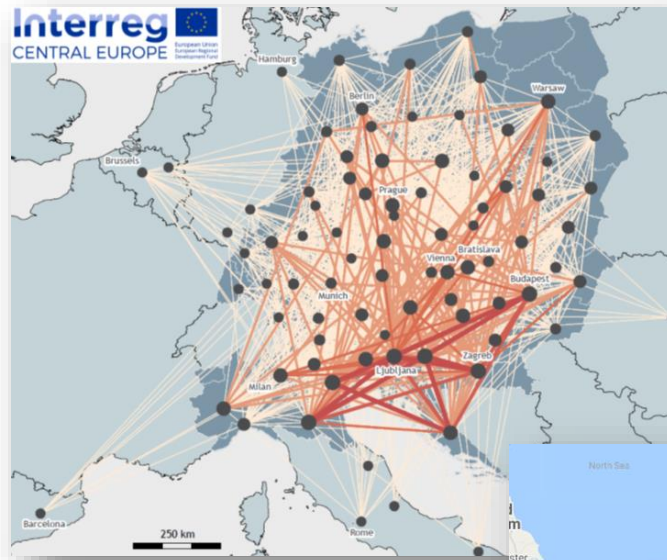 Interreg
CENTRAL EUROPE
European Union
European Regional
Development Fund
Hamburg
Berlin
Warsaw
Brussels
Prague
Vienna
Bratislava
Munich
Budapest
Ljubljana
Zagreb
Milan
Barcelona
Rome
250 km
North Sea